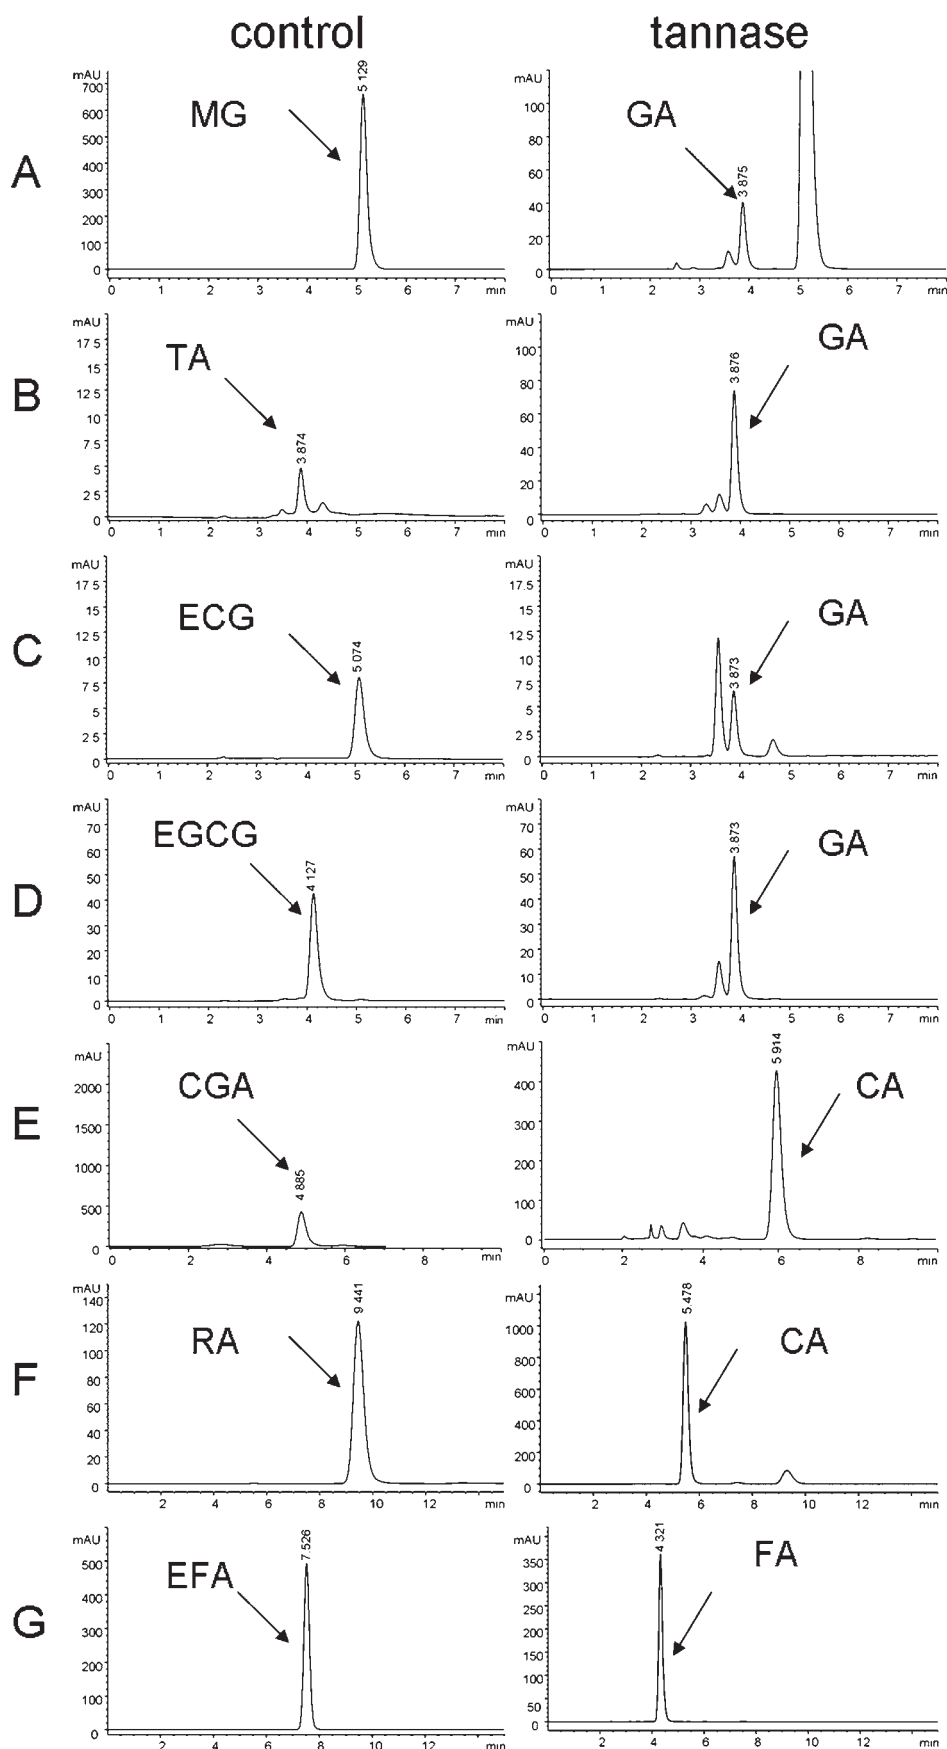 control tannase
A
mAU
700
600
500
400
300
200
100
0
MG
5 129
0 1 2 3 4 5 6 7 min
mAU
100
80
60
40
20
0
GA
3 875
0 1 2 3 4 5 6 7 min
B
mAU
17 5
15
12 5
10
7 5
5
2 5
0
TA
3 874
0 1 2 3 4 5 6 7 min
mAU
100
80
60
40
20
0
GA
3 876
0 1 2 3 4 5 6 7 min
C
mAU
17 5
15
12 5
10
7 5
5
2 5
0
ECG
5 074
0 1 2 3 4 5 6 7 min
mAU
17.5
15
12.5
10
7 5
5
2.5
0
GA
3 873
0 1 2 3 4 5 6 7 min
D
mAU
70
60
50
40
30
20
10
0
EGCG
4 127
0 1 2 3 4 5 6 7 min
mAU
70
60
50
40
30
20
10
0
GA
3.873
0 1 2 3 4 5 6 7 min
E
mAU
2000
1500
1000
500
0
CGA
4 885
0 2 4 6 8 min
mAU
400
300
200
100
0
CA
5 914
0 2 4 6 8 min
F
mAU
140
120
100
80
60
40
20
0
RA
9 441
2 4 6 8 10 12 min
mAU
1000
800
600
400
200
0
CA
5.478
2 4 6 8 10 12 min
G
mAU
500
400
300
200
100
0
EFA
7.526
2 4 6 8 10 12 min
mAU
350
300
250
200
150
100
50
0
FA
4 321
2 4 6 8 10 12 min